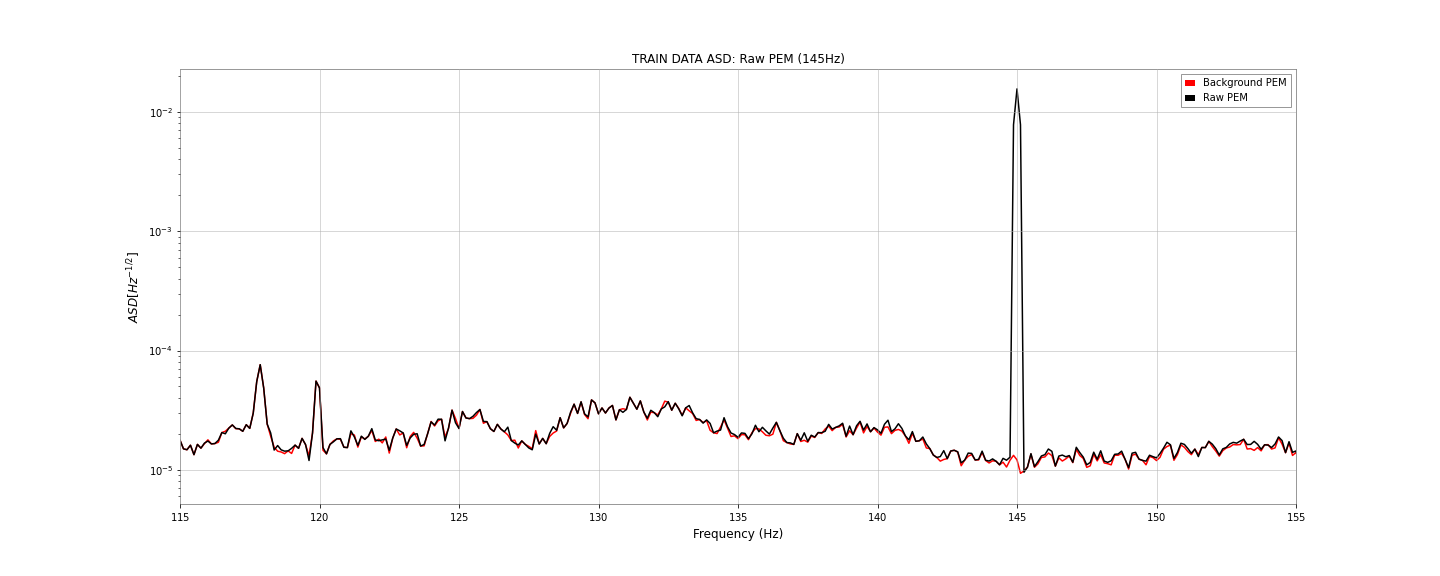 TRAIN DATA ASD: Raw PEM (145Hz)
Background PEM
Raw PEM
10⁻²
10⁻³
10⁻⁴
10⁻⁵
ASD[Hz⁻¹/²]
115 120 125 130 135 140 145 150 155
Frequency (Hz)